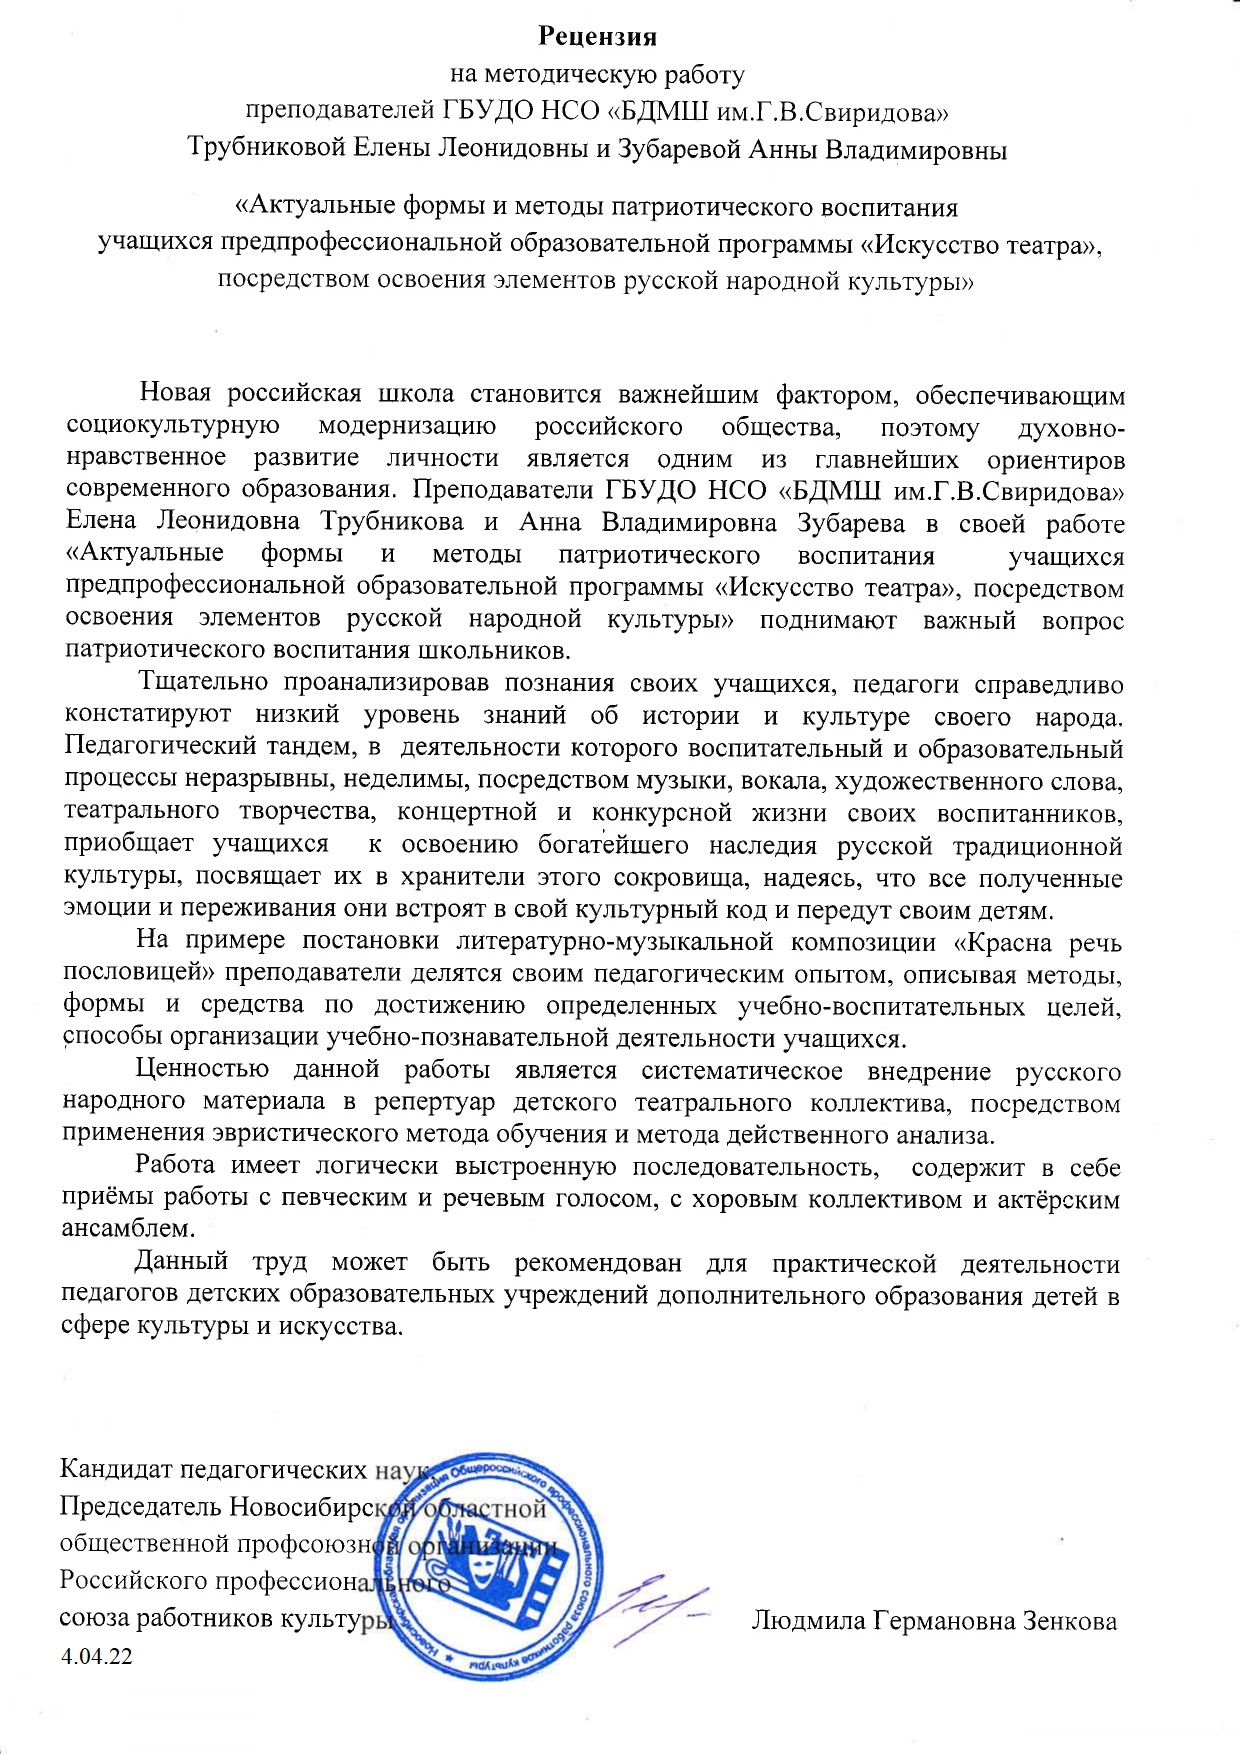 Рецензия
на методическую работу
преподавателей ГБУДО НСО «БДМШ им.Г.В.Свиридова»
Трубниковой Елены Леонидовны и Зубаревой Анны Владимировны
«Актуальные формы и методы патриотического воспитания
учащихся предпрофессиональной образовательной программы «Искусство театра»,
посредством освоения элементов русской народной культуры»
Новая российская школа становится важнейшим фактором, обеспечивающим
социокультурную модернизацию российского общества, поэтому духовно-
нравственное развитие личности является одним из главнейших ориентиров
современного образования. Преподаватели ГБУДО НСО «БДМШ им.Г.В.Свиридова»
Елена Леонидовна Трубникова и Анна Владимировна Зубарева в своей работе
«Актуальные формы и методы патриотического воспитания учащихся
предпрофессиональной образовательной программы «Искусство театра», посредством
освоения элементов русской народной культуры» поднимают важный вопрос
патриотического воспитания школьников.
Тщательно проанализировав познания своих учащихся, педагоги справедливо
констатируют низкий уровень знаний об истории и культуре своего народа.
Педагогический тандем, в деятельности которого воспитательный и образовательный
процессы неразрывны, неделимы, посредством музыки, вокала, художественного слова,
театрального творчества, концертной и конкурсной жизни своих воспитанников,
приобщает учащихся к освоению богатейшего наследия русской традиционной
культуры, посвящает их в хранители этого сокровища, надеясь, что все полученные
эмоции и переживания они встроят в свой культурный код и передут своим детям.
На примере постановки литературно-музыкальной композиции «Красна речь
пословицей» преподаватели делятся своим педагогическим опытом, описывая методы,
формы и средства по достижению определенных учебно-воспитательных целей,
способы организации учебно-познавательной деятельности учащихся.
Ценностью данной работы является систематическое внедрение русского
народного материала в репертуар детского театрального коллектива, посредством
применения эвристического метода обучения и метода действенного анализа.
Работа имеет логически выстроенную последовательность, содержит в себе
приёмы работы с певческим и речевым голосом, с хоровым коллективом и актёрским
ансамблем.
Данный труд может быть рекомендован для практической деятельности
педагогов детских образовательных учреждений дополнительного образования детей в
сфере культуры и искусства.
Кандидат педагогических наук,
Председатель Новосибирской областной
общественной профсоюзной организации
Российского профессионального
союза работников культуры
Людмила Германовна Зенкова
4.04.22
Новосибирская областная организация Общероссийского профессионального союза работников культуры